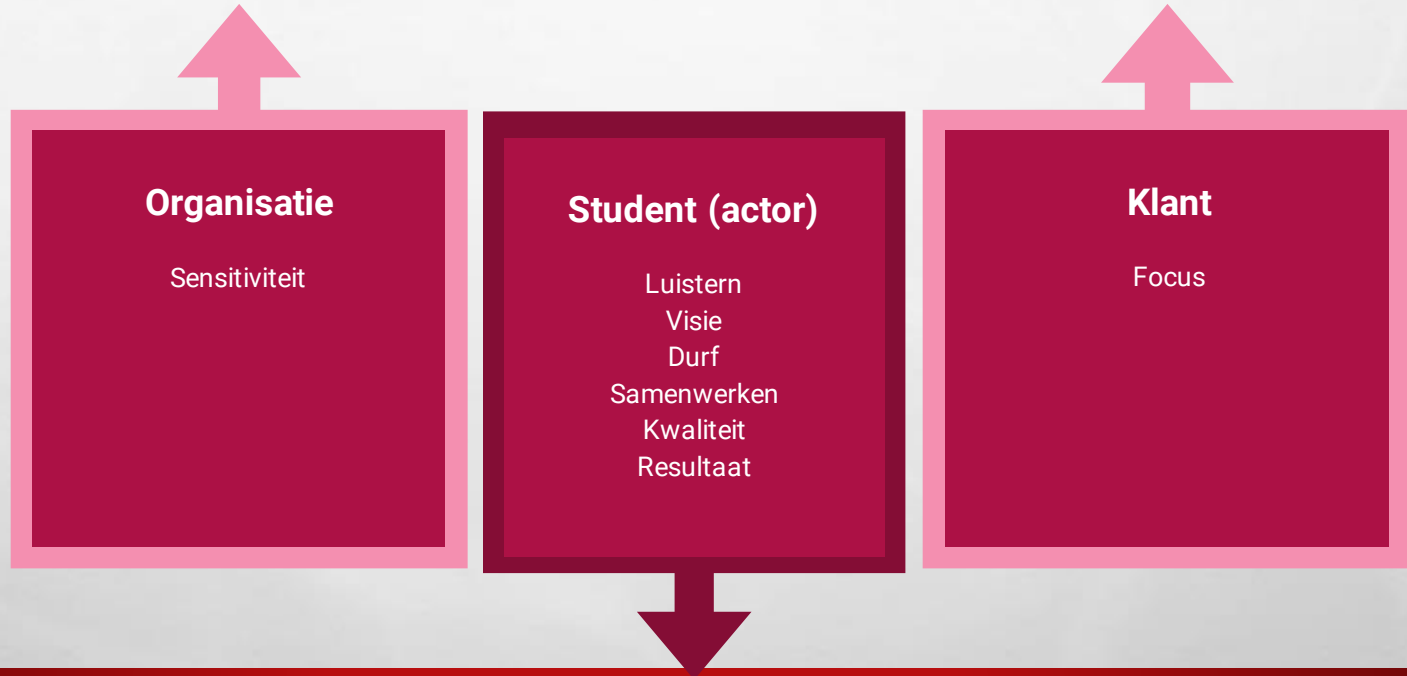 Organisatie
Sensitiviteit
Student (actor)
Luistern
Visie
Durf
Samenwerken
Kwaliteit
Resultaat
Klant
Focus